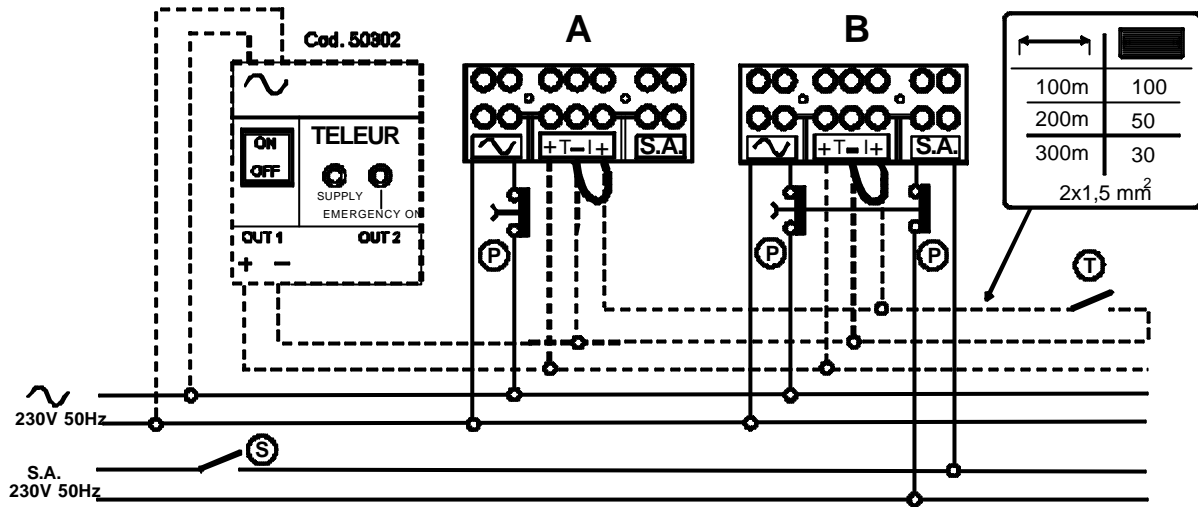 Cod. 50302
TELEUR
ON
OFF
SUPPLY
EMERGENCY ON
OUT 1 OUT 2
+ −
A
+T−I+ S.A.
P
B
+T−I+ S.A.
P P
100m 100
200m 50
300m 30
2x1,5 mm²
T
230V 50Hz
S
S.A.
230V 50Hz